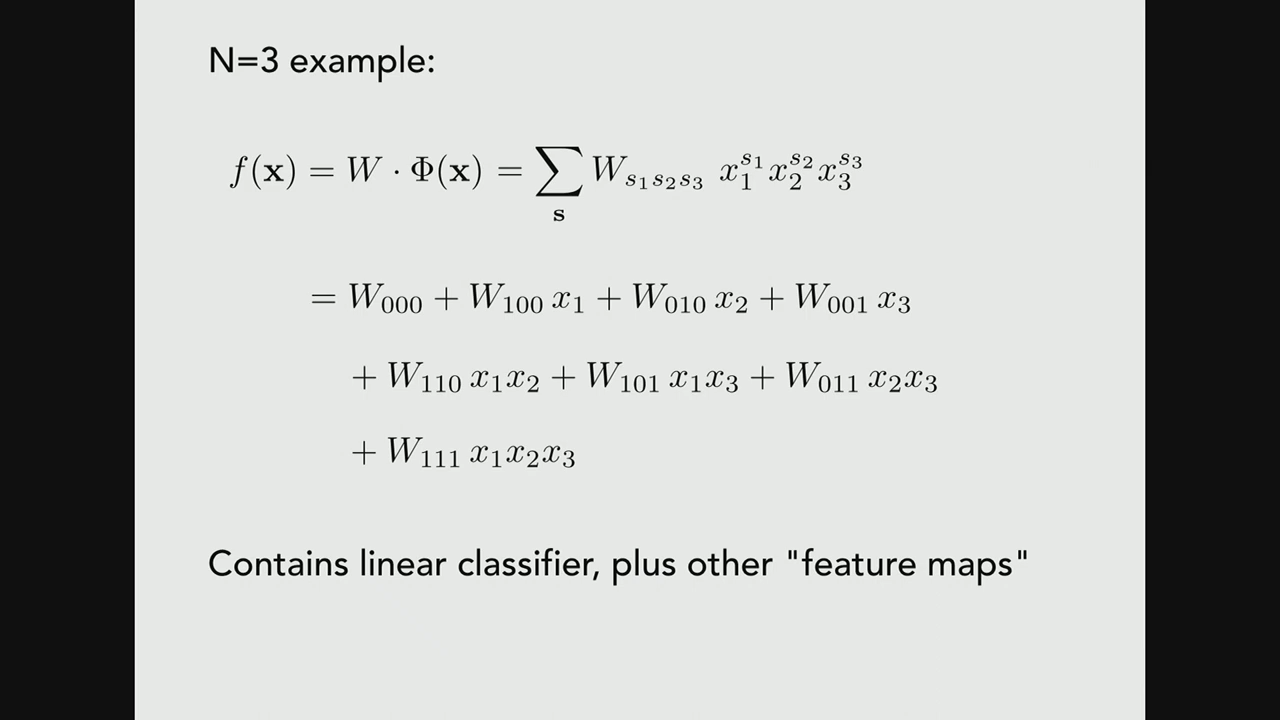 N=3 example:
f(𝐱) = W · Φ(𝐱) = ∑_𝐬 W_{s₁s₂s₃} x₁^{s₁} x₂^{s₂} x₃^{s₃}
= W₀₀₀ + W₁₀₀ x₁ + W₀₁₀ x₂ + W₀₀₁ x₃
+ W₁₁₀ x₁x₂ + W₁₀₁ x₁x₃ + W₀₁₁ x₂x₃
+ W₁₁₁ x₁x₂x₃
Contains linear classifier, plus other "feature maps"